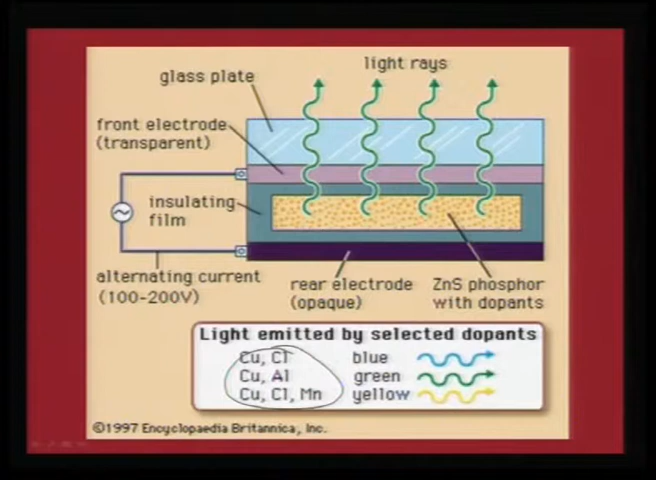 light rays
glass plate
front electrode
(transparent)
insulating
film
alternating current
(100-200V)
rear electrode
(opaque)
ZnS phosphor
with dopants
Light emitted by selected dopants
Cu, Cl blue
Cu, Al green
Cu, Cl, Mn yellow
©1997 Encyclopaedia Britannica, Inc.